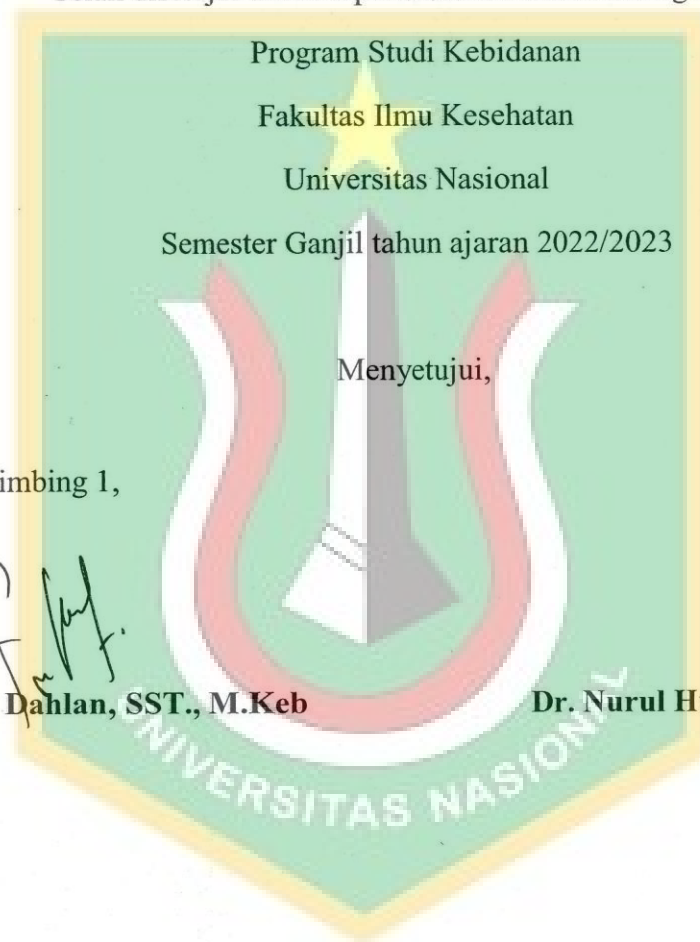 Program Studi Kebidanan
Fakultas Ilmu Kesehatan
Universitas Nasional
Semester Ganjil tahun ajaran 2022/2023
Menyetujui,
imbing 1,
Dahlan, SST., M.Keb Dr. Nurul H
UNIVERSITAS NASIONAL